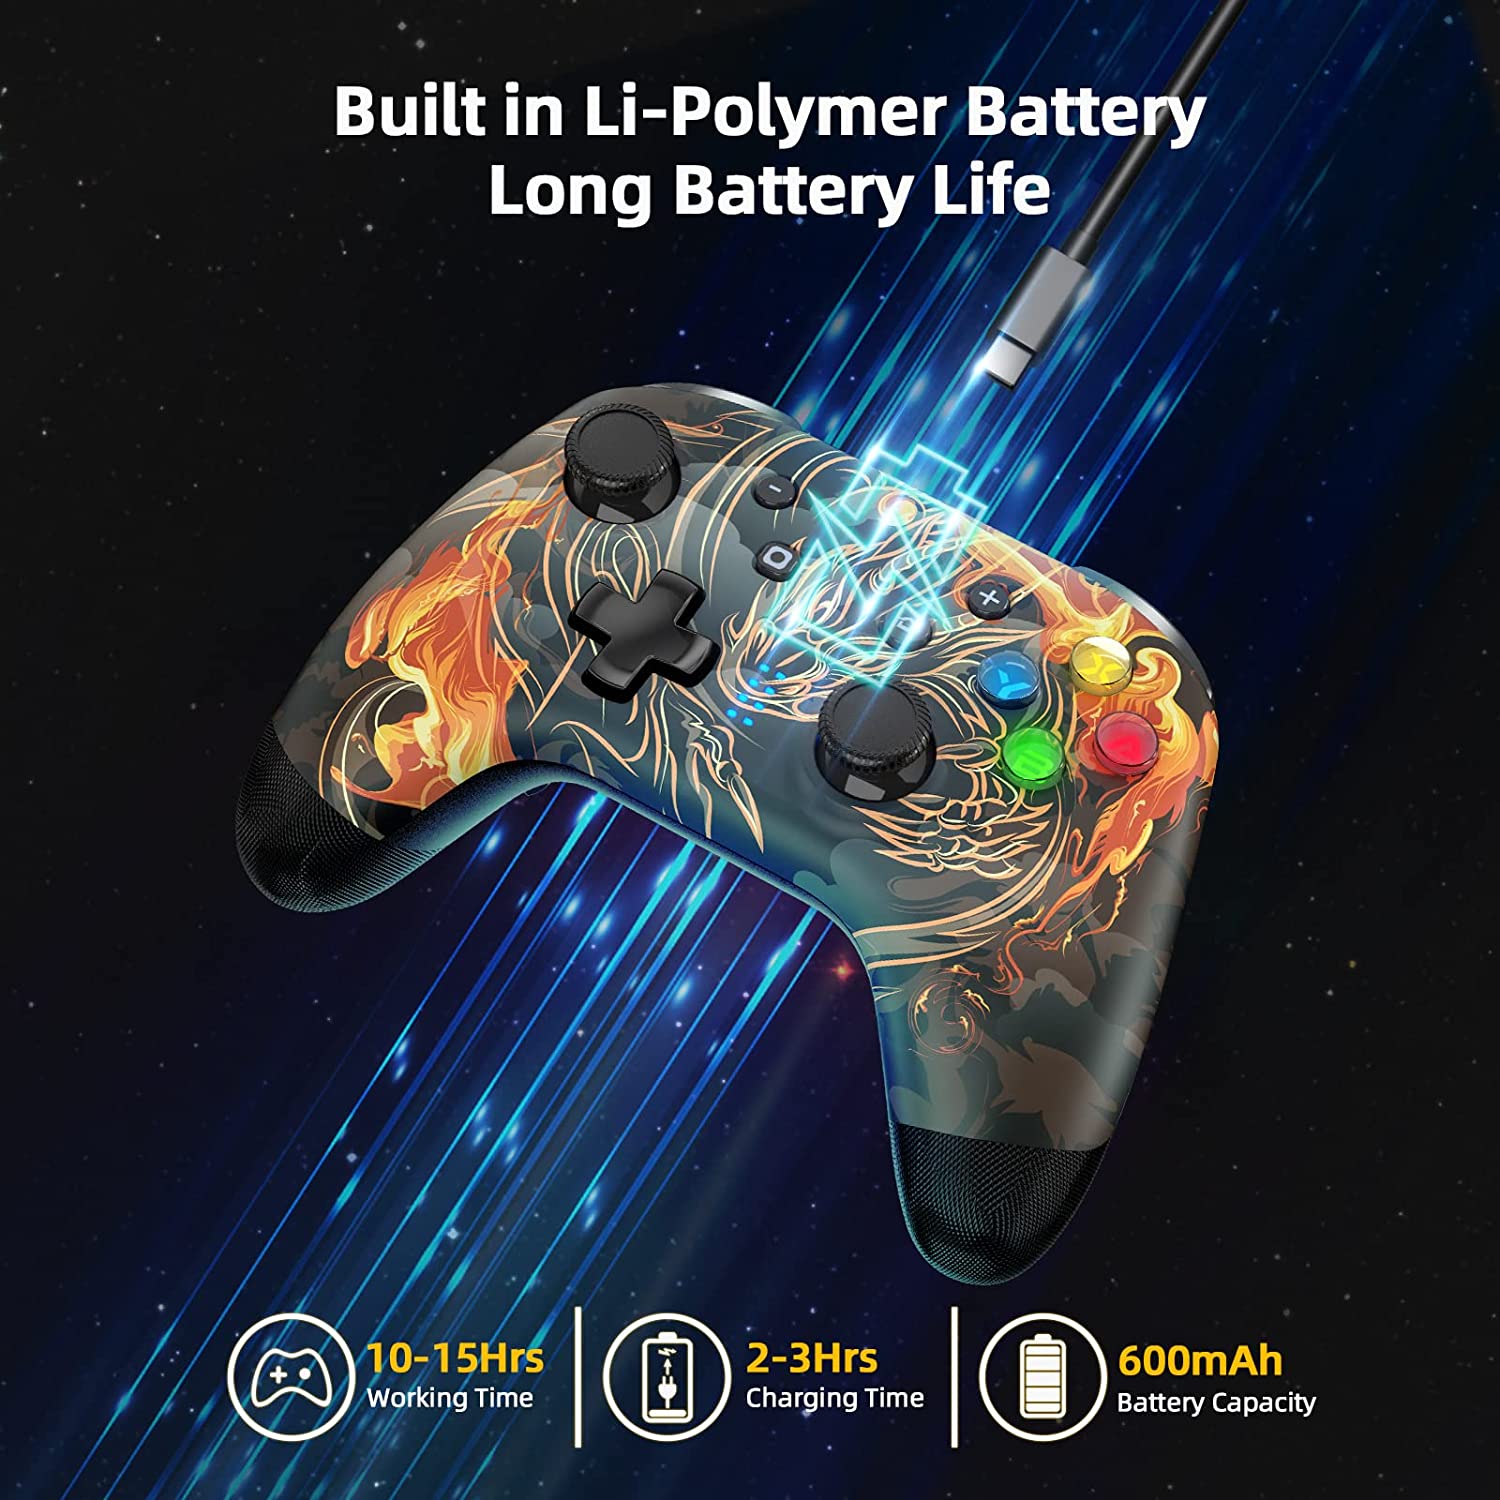 Built in Li-Polymer Battery
Long Battery Life
-
+
Y
X
10-15Hrs
Working Time
2-3Hrs
Charging Time
600mAh
Battery Capacity